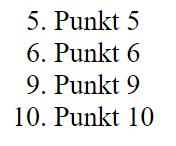 5. Punkt 5
6. Punkt 6
9. Punkt 9
10. Punkt 10